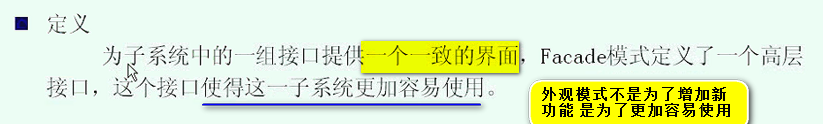 定义
为子系统中的一组接口提供一个一致的界面，Facade模式定义了一个高层
接口，这个接口使得这一子系统更加容易使用。
外观模式不是为了增加新
功能 是为了更加容易使用